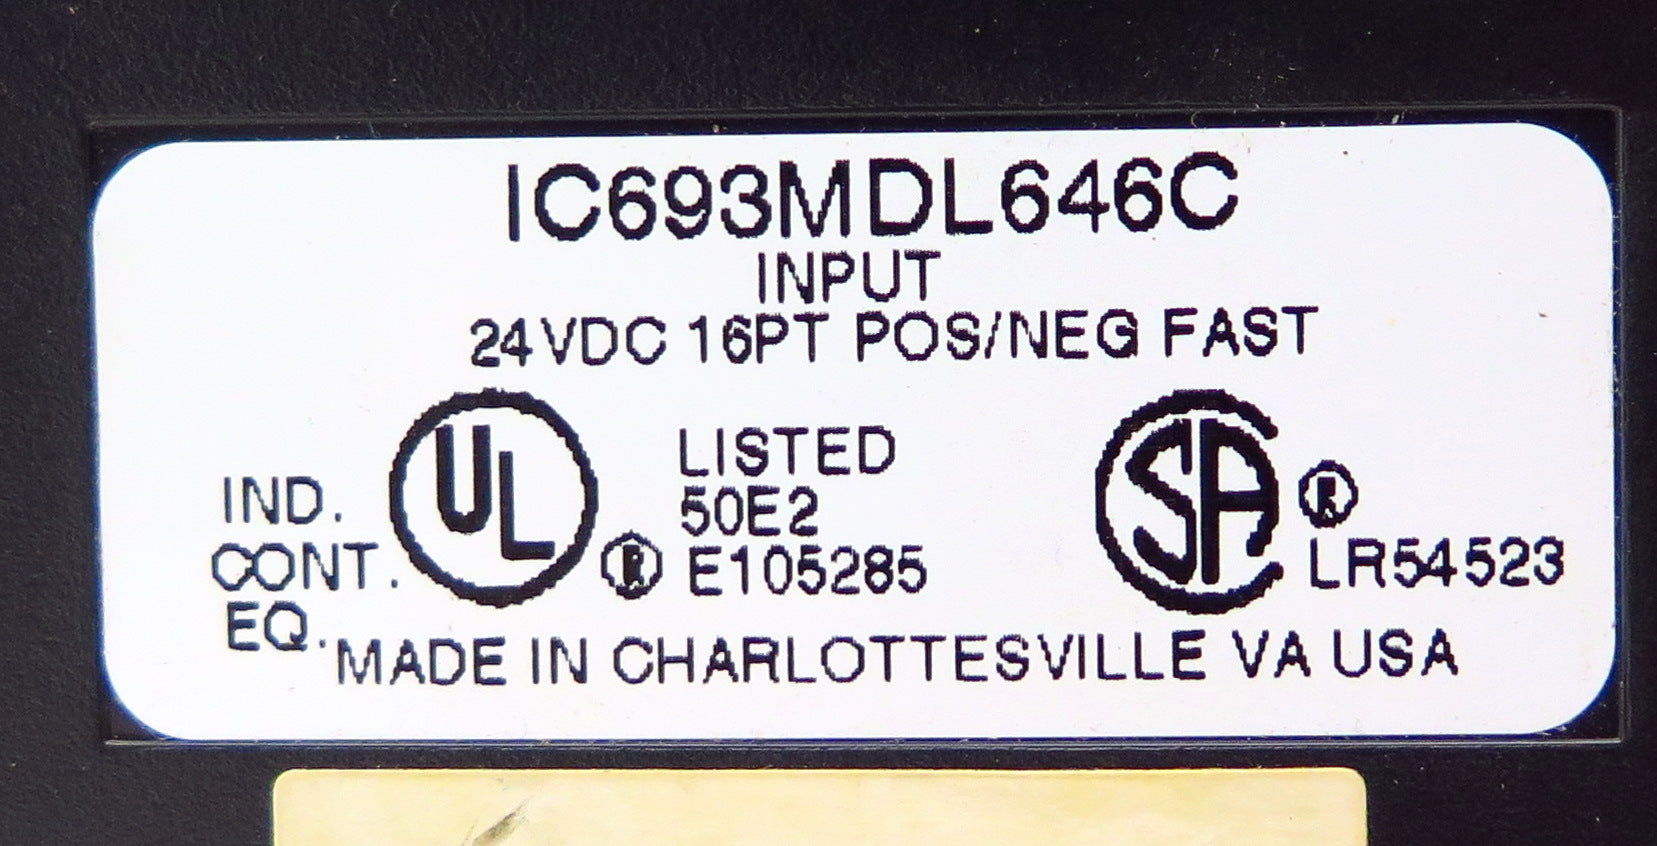 IC693MDL646C
INPUT
24VDC 16PT POS/NEG FAST
IND.
CONT.
EQ.
UL ®
LISTED
50E2
E105285
SA ®
LR54523
MADE IN CHARLOTTESVILLE VA USA